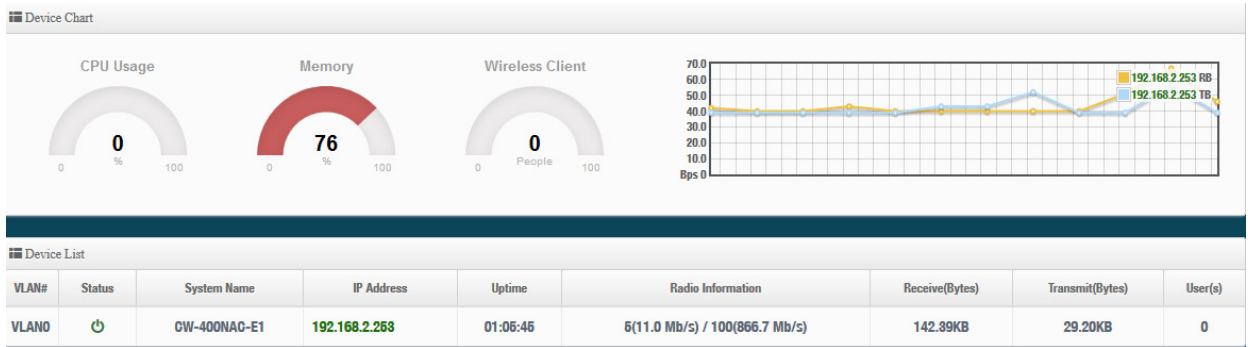 Device Chart
CPU Usage
0
%
0 100
Memory
76
%
0 100
Wireless Client
0
People
0 100
70.0
60.0
50.0
40.0
30.0
20.0
10.0
Bps 0
192.168.2.253 RB
192.168.2.253 TB
Device List
VLAN# Status System Name IP Address Uptime Radio Information Receive(Bytes) Transmit(Bytes) User(s)
VLAN0 CW-400NAC-E1 192.168.2.253 01:06:46 6(11.0 Mb/s) / 100(866.7 Mb/s) 142.39KB 29.20KB 0